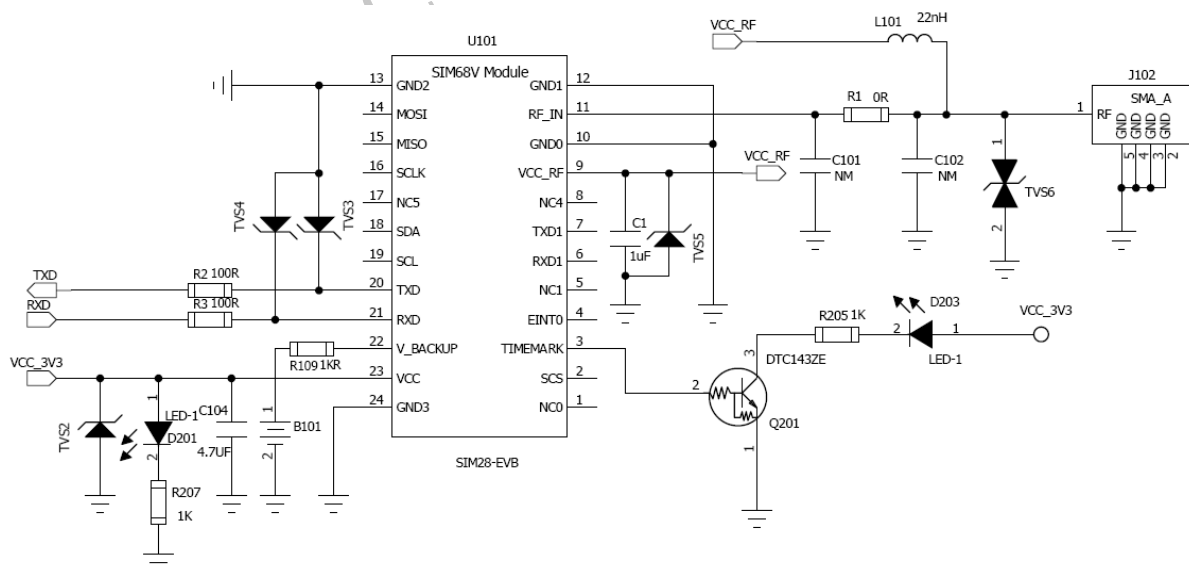 VCC_RF
L101 22nH
U101
SIM68V Module
J102
SMA_A
1 RF
GND GND GND GND
5 4 3 2
R1 0R
13 GND2 GND1 12
14 MOSI RF_IN 11
15 MISO GND0 10
16 SCLK VCC_RF 9
17 NC5 NC4 8
18 SDA TXD1 7
19 SCL RXD1 6
20 TXD NC1 5
21 RXD EINT0 4
22 V_BACKUP TIMEMARK 3
23 VCC SCS 2
24 GND3 NC0 1
SIM28-EVB
VCC_RF
C101
NM
C102
NM
1
TVS6
2
TVS4
TVS3
C1
1uF
TVS5
TXD
R2 100R
RXD
R3 100R
R109 1KR
VCC_3V3
TVS2
1
LED-1
D201
2
R207
1K
C104
4.7UF
1
B101
2
R205 1K
D203
2 1
LED-1
VCC_3V3
3
DTC143ZE
2
Q201
1